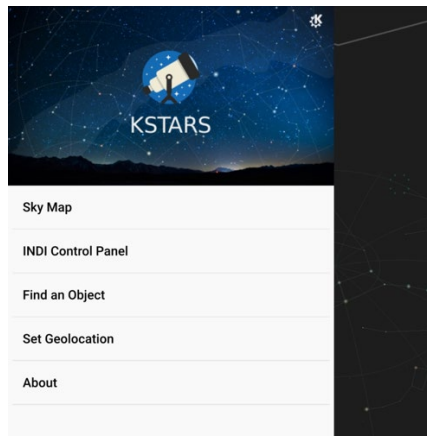 KSTARS
Sky Map
INDI Control Panel
Find an Object
Set Geolocation
About